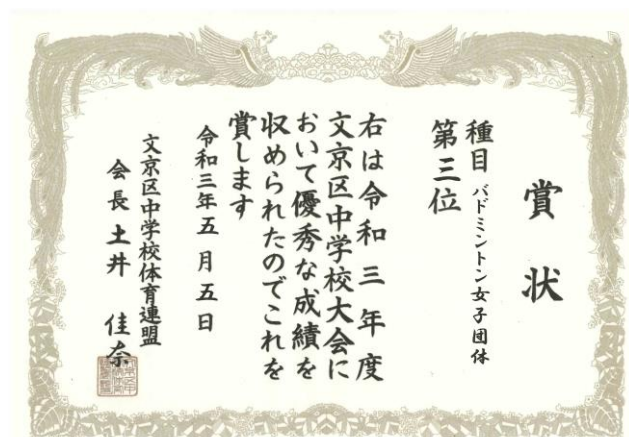 賞状
種目 バドミントン女子団体
第三位
右は令和三年度
文京区中学校大会に
おいて優秀な成績を
収められたのでこれを
賞します
令和三年五月五日
文京区中学校体育連盟
会長 土井 佳奈